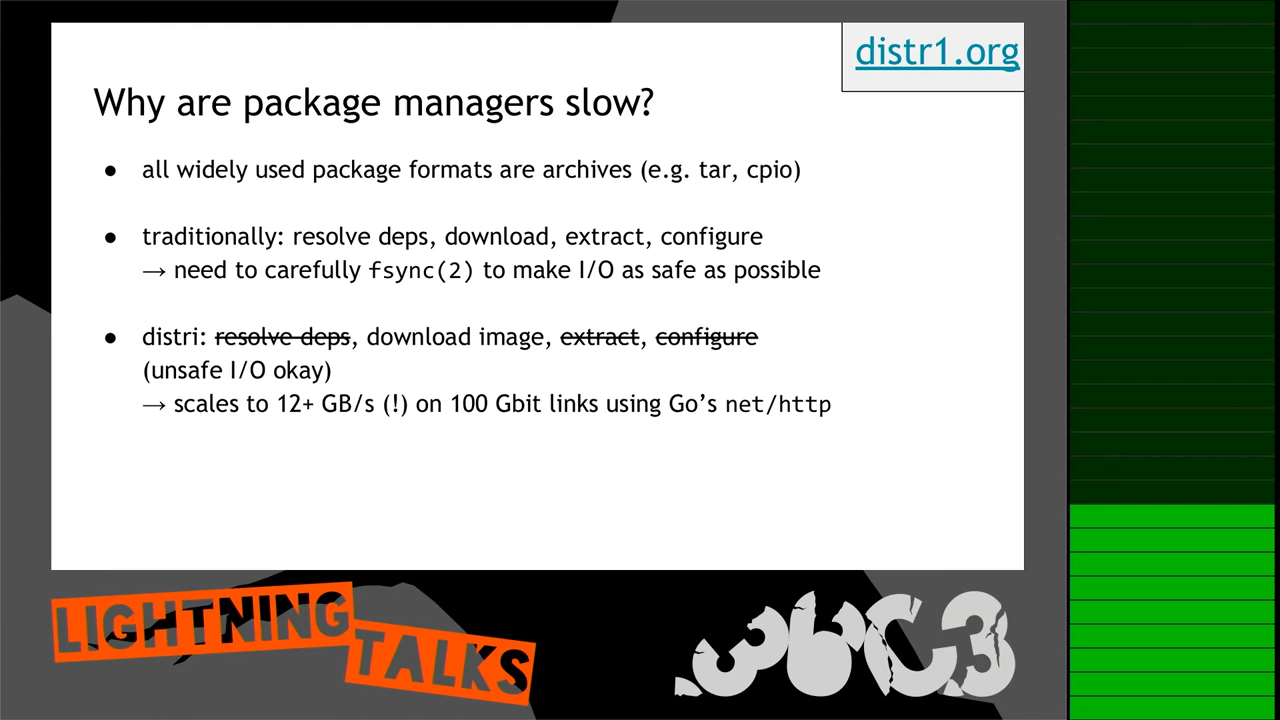 distr1.org
Why are package managers slow?
● all widely used package formats are archives (e.g. tar, cpio)
● traditionally: resolve deps, download, extract, configure
→ need to carefully fsync(2) to make I/O as safe as possible
● distri: resolve deps, download image, extract, configure
(unsafe I/O okay)
→ scales to 12+ GB/s (!) on 100 Gbit links using Go’s net/http
LIGHTNING
TALKS
36C3